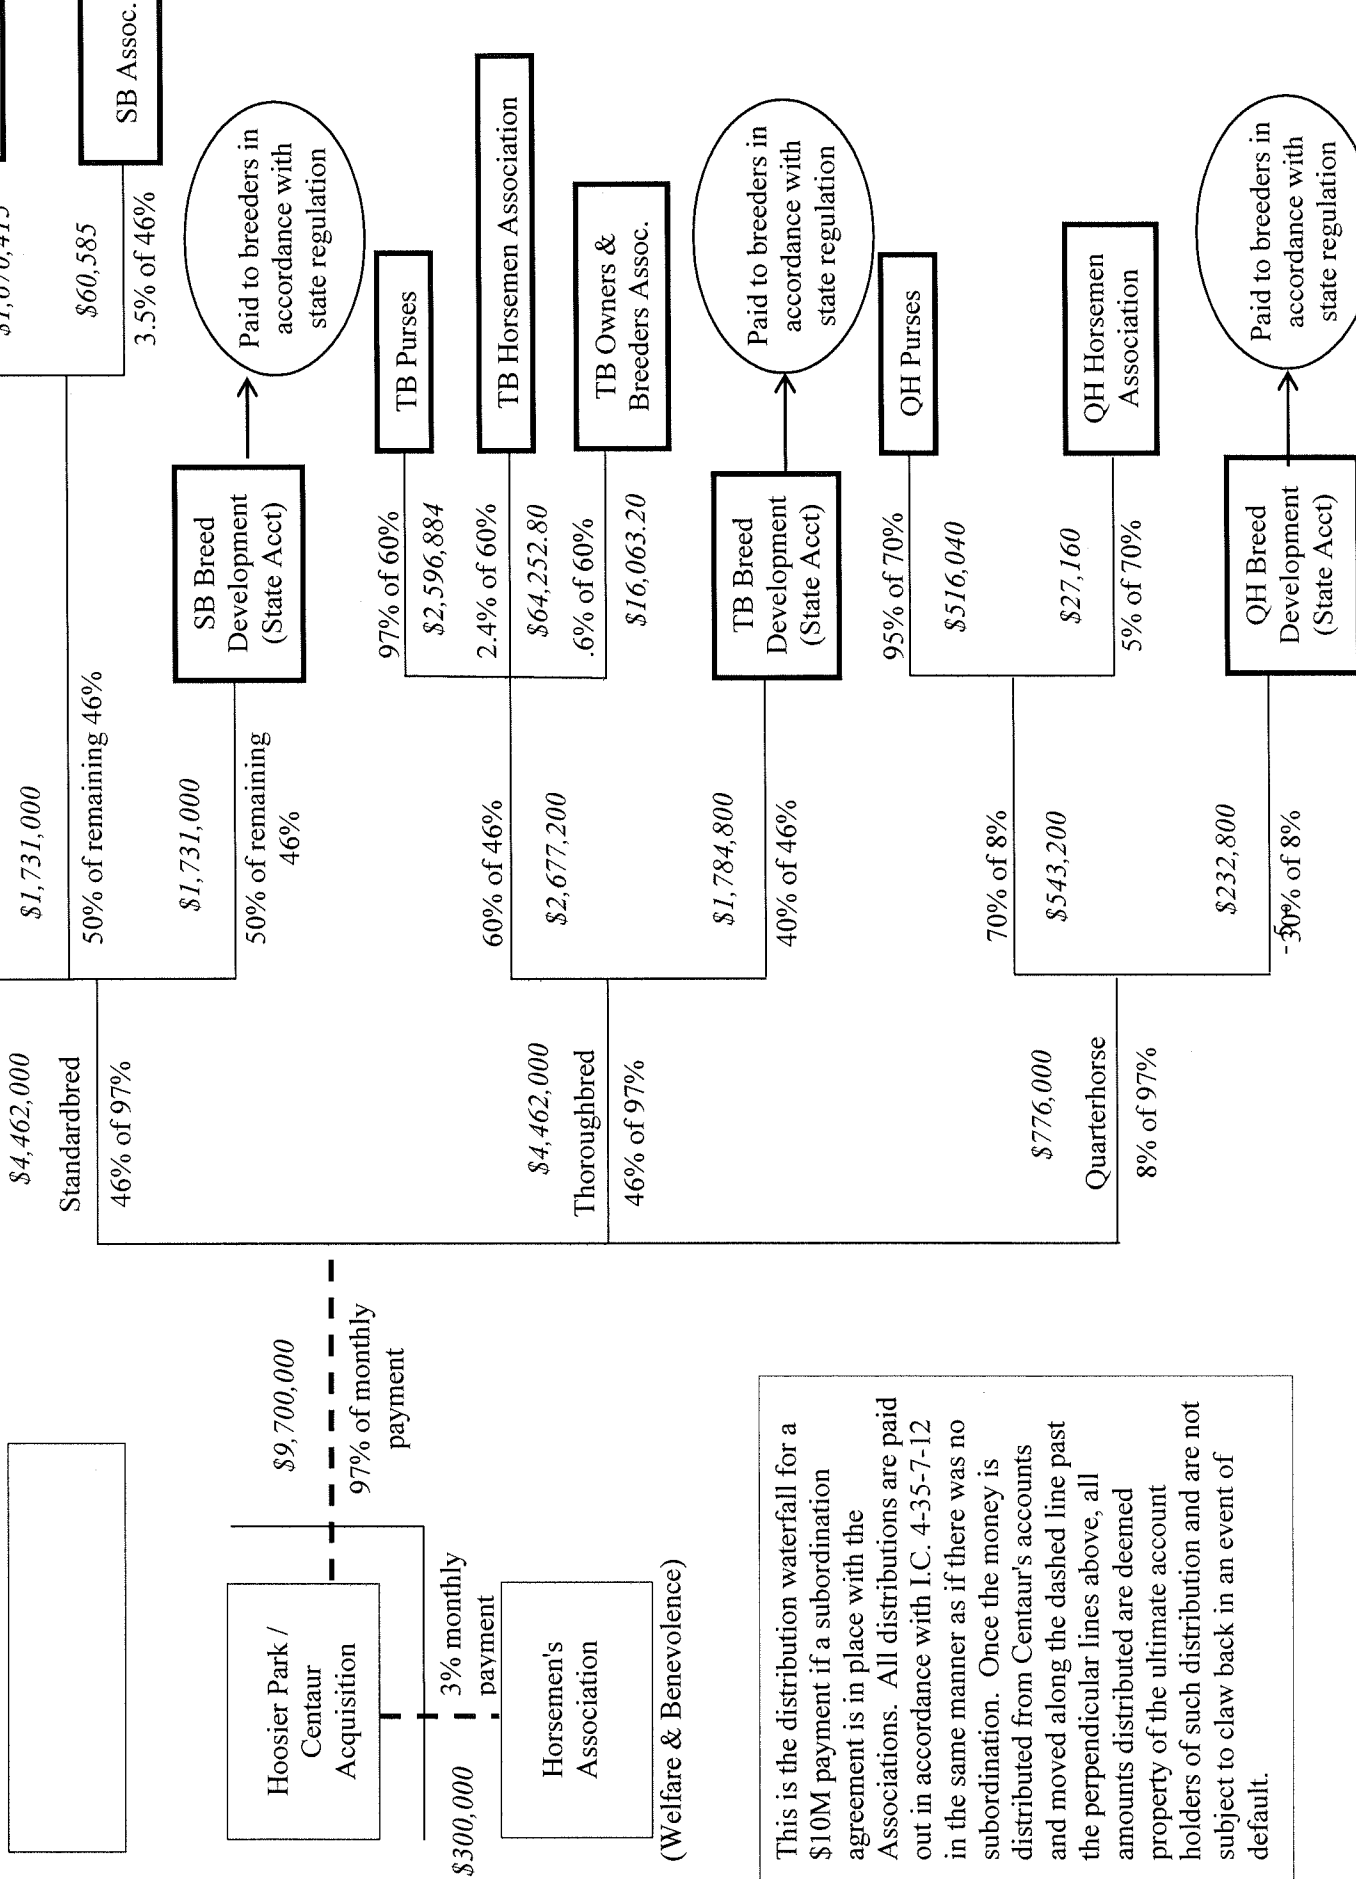 $4,462,000
Standardbred
46% of 97%
$1,731,000
50% of remaining 46%
$60,585
3.5% of 46%
SB Assoc.
$1,731,000
50% of remaining
46%
SB Breed
Development
(State Acct)
Paid to breeders in
accordance with
state regulation
Hoosier Park /
Centaur
Acquisition
$9,700,000
97% of monthly
payment
$300,000
3% monthly
payment
Horsemen's
Association
(Welfare & Benevolence)
$4,462,000
Thoroughbred
46% of 97%
60% of 46%
$2,677,200
97% of 60%
$2,596,884
TB Purses
2.4% of 60%
$64,252.80
TB Horsemen Association
.6% of 60%
$16,063.20
TB Owners &
Breeders Assoc.
$1,784,800
40% of 46%
TB Breed
Development
(State Acct)
Paid to breeders in
accordance with
state regulation
$776,000
Quarterhorse
8% of 97%
70% of 8%
$543,200
95% of 70%
$516,040
QH Purses
$27,160
5% of 70%
QH Horsemen
Association
$232,800
30% of 8%
- 5 -
QH Breed
Development
(State Acct)
Paid to breeders in
accordance with
state regulation
This is the distribution waterfall for a
$10M payment if a subordination
agreement is in place with the
Associations. All distributions are paid
out in accordance with I.C. 4-35-7-12
in the same manner as if there was no
subordination. Once the money is
distributed from Centaur's accounts
and moved along the dashed line past
the perpendicular lines above, all
amounts distributed are deemed
property of the ultimate account
holders of such distribution and are not
subject to claw back in an event of
default.